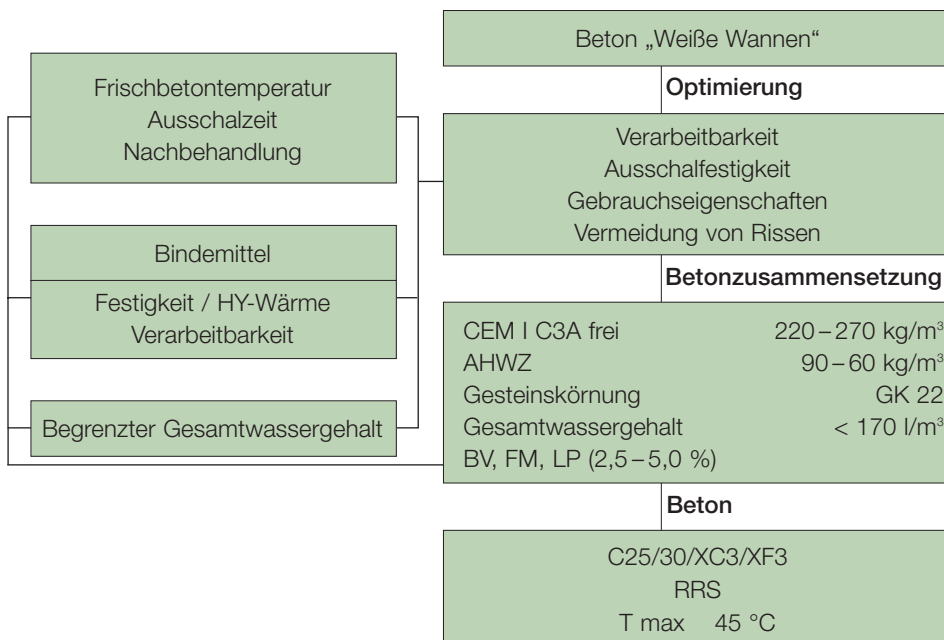 Beton „Weiße Wannen“
Optimierung
Frischbetontemperatur
Ausschalzeit
Nachbehandlung
Verarbeitbarkeit
Ausschalfestigkeit
Gebrauchseigenschaften
Vermeidung von Rissen
Bindemittel
Festigkeit / HY-Wärme
Verarbeitbarkeit
Betonzusammensetzung
CEM I C3A frei 220–270 kg/m³
AHWZ 90–60 kg/m³
Gesteinskörnung GK 22
Gesamtwassergehalt < 170 l/m³
BV, FM, LP (2,5–5,0 %)
Begrenzter Gesamtwassergehalt
Beton
C25/30/XC3/XF3
RRS
T max 45 °C